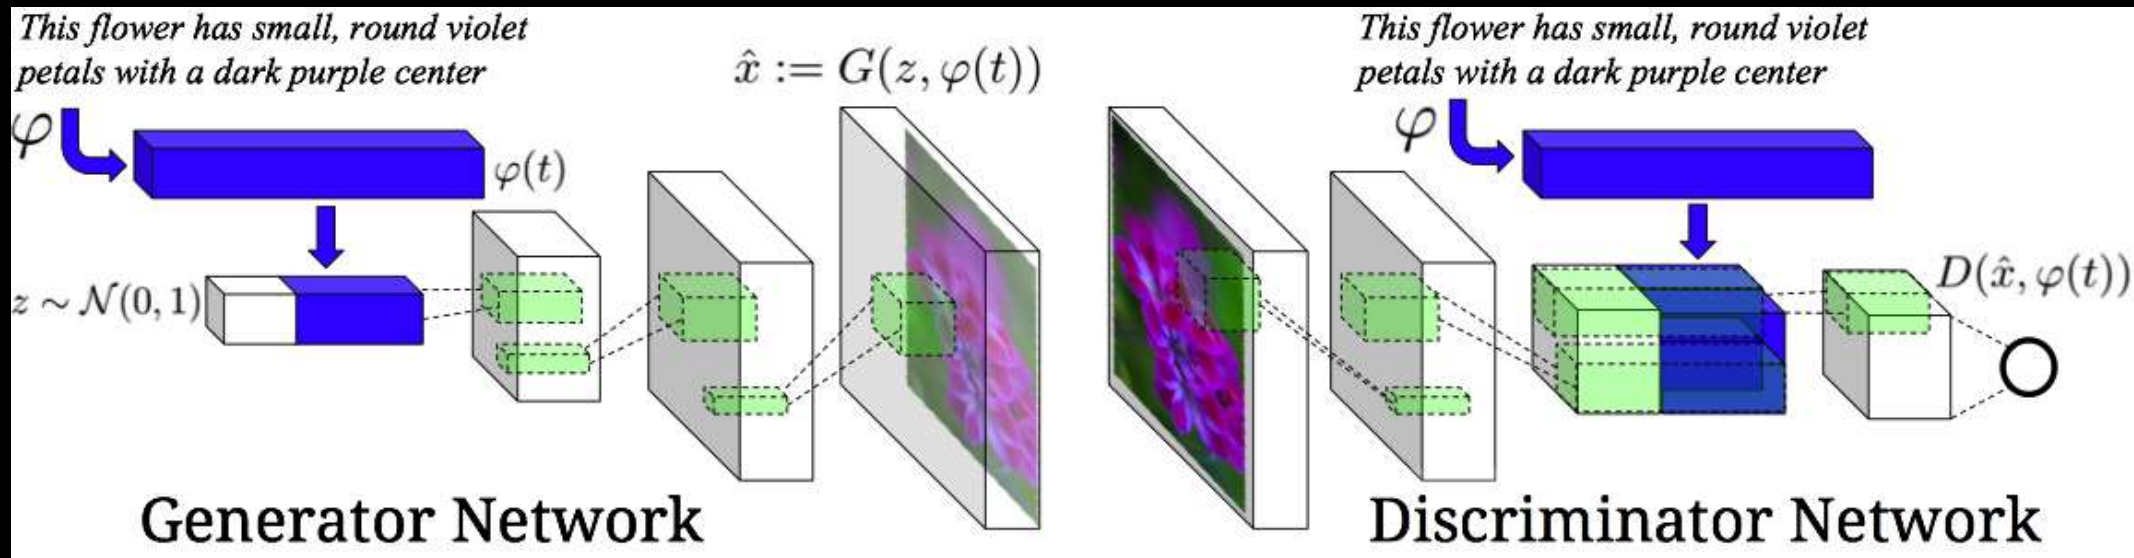 This flower has small, round violet
petals with a dark purple center
φ
φ(t)
z ∼ 𝒩(0, 1)
x̂ := G(z, φ(t))
Generator Network
This flower has small, round violet
petals with a dark purple center
φ
D(x̂, φ(t))
Discriminator Network